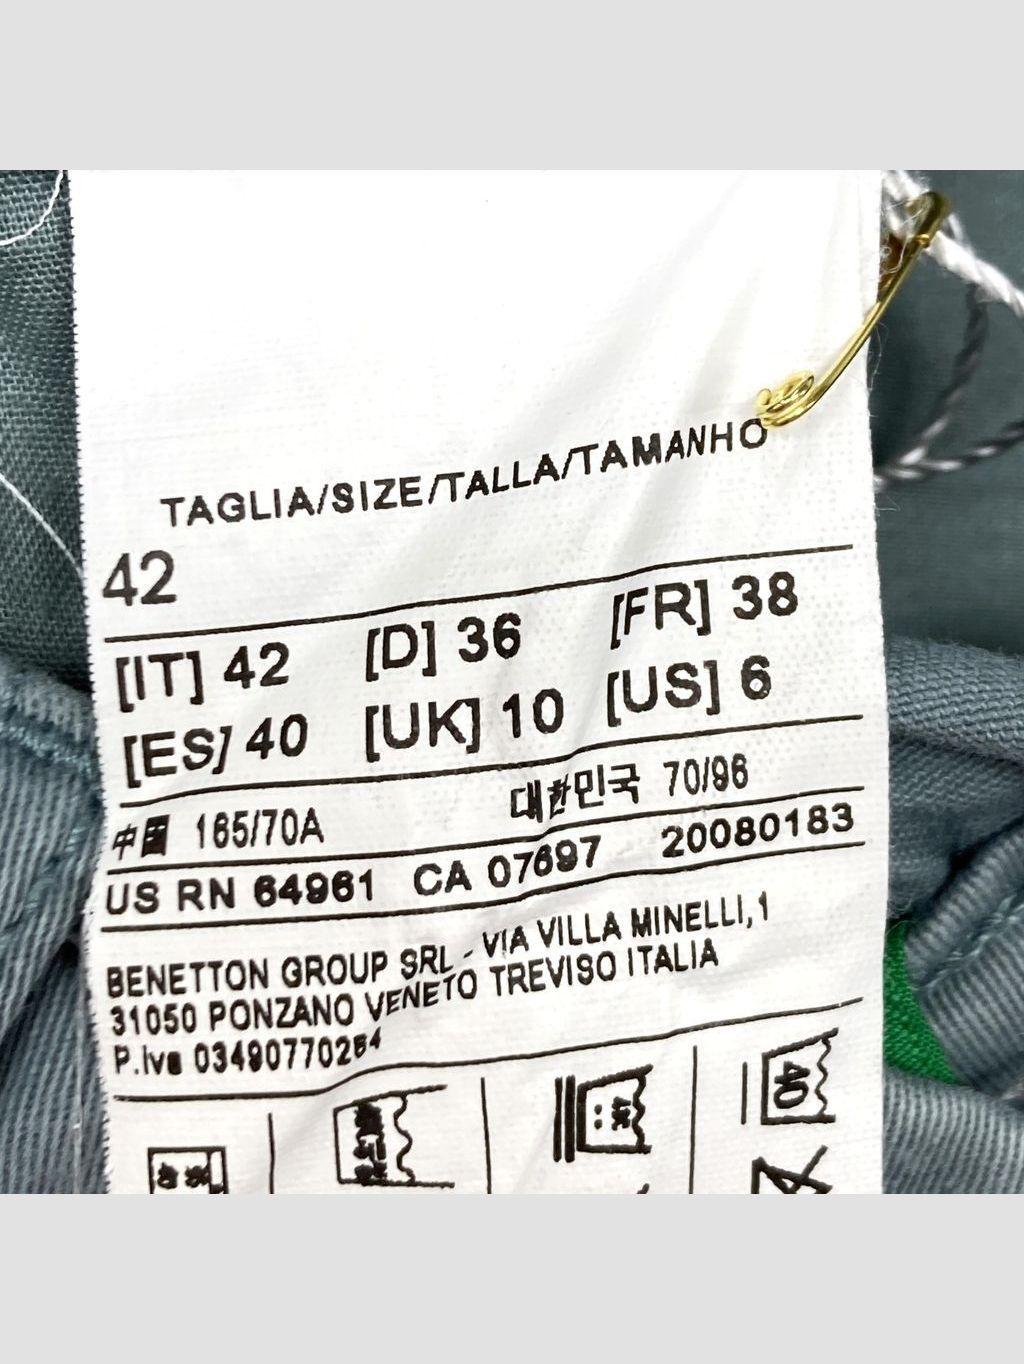 TAGLIA/SIZE/TALLA/TAMANHO
42
[IT] 42 [D] 36 [FR] 38
[ES] 40 [UK] 10 [US] 6
中国 165/70A 대한민국 70/96
US RN 64961 CA 07697 20080183
BENETTON GROUP SRL - VIA VILLA MINELLI, 1
31050 PONZANO VENETO TREVISO ITALIA
P.Iva 03490770264
40